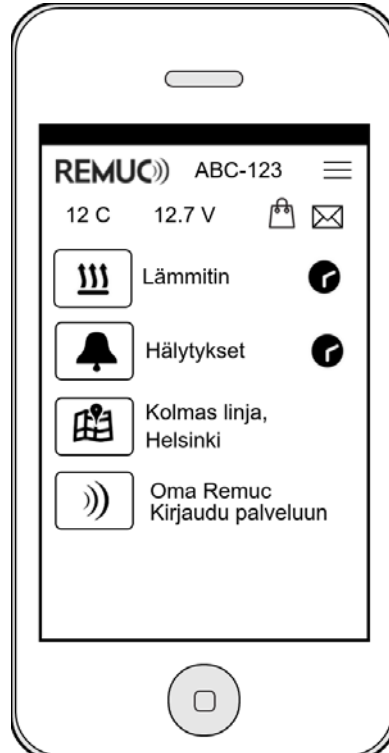 REMUC ABC-123
12 C 12.7 V
Lämmitin
Hälytykset
Kolmas linja,
Helsinki
Oma Remuc
Kirjaudu palveluun